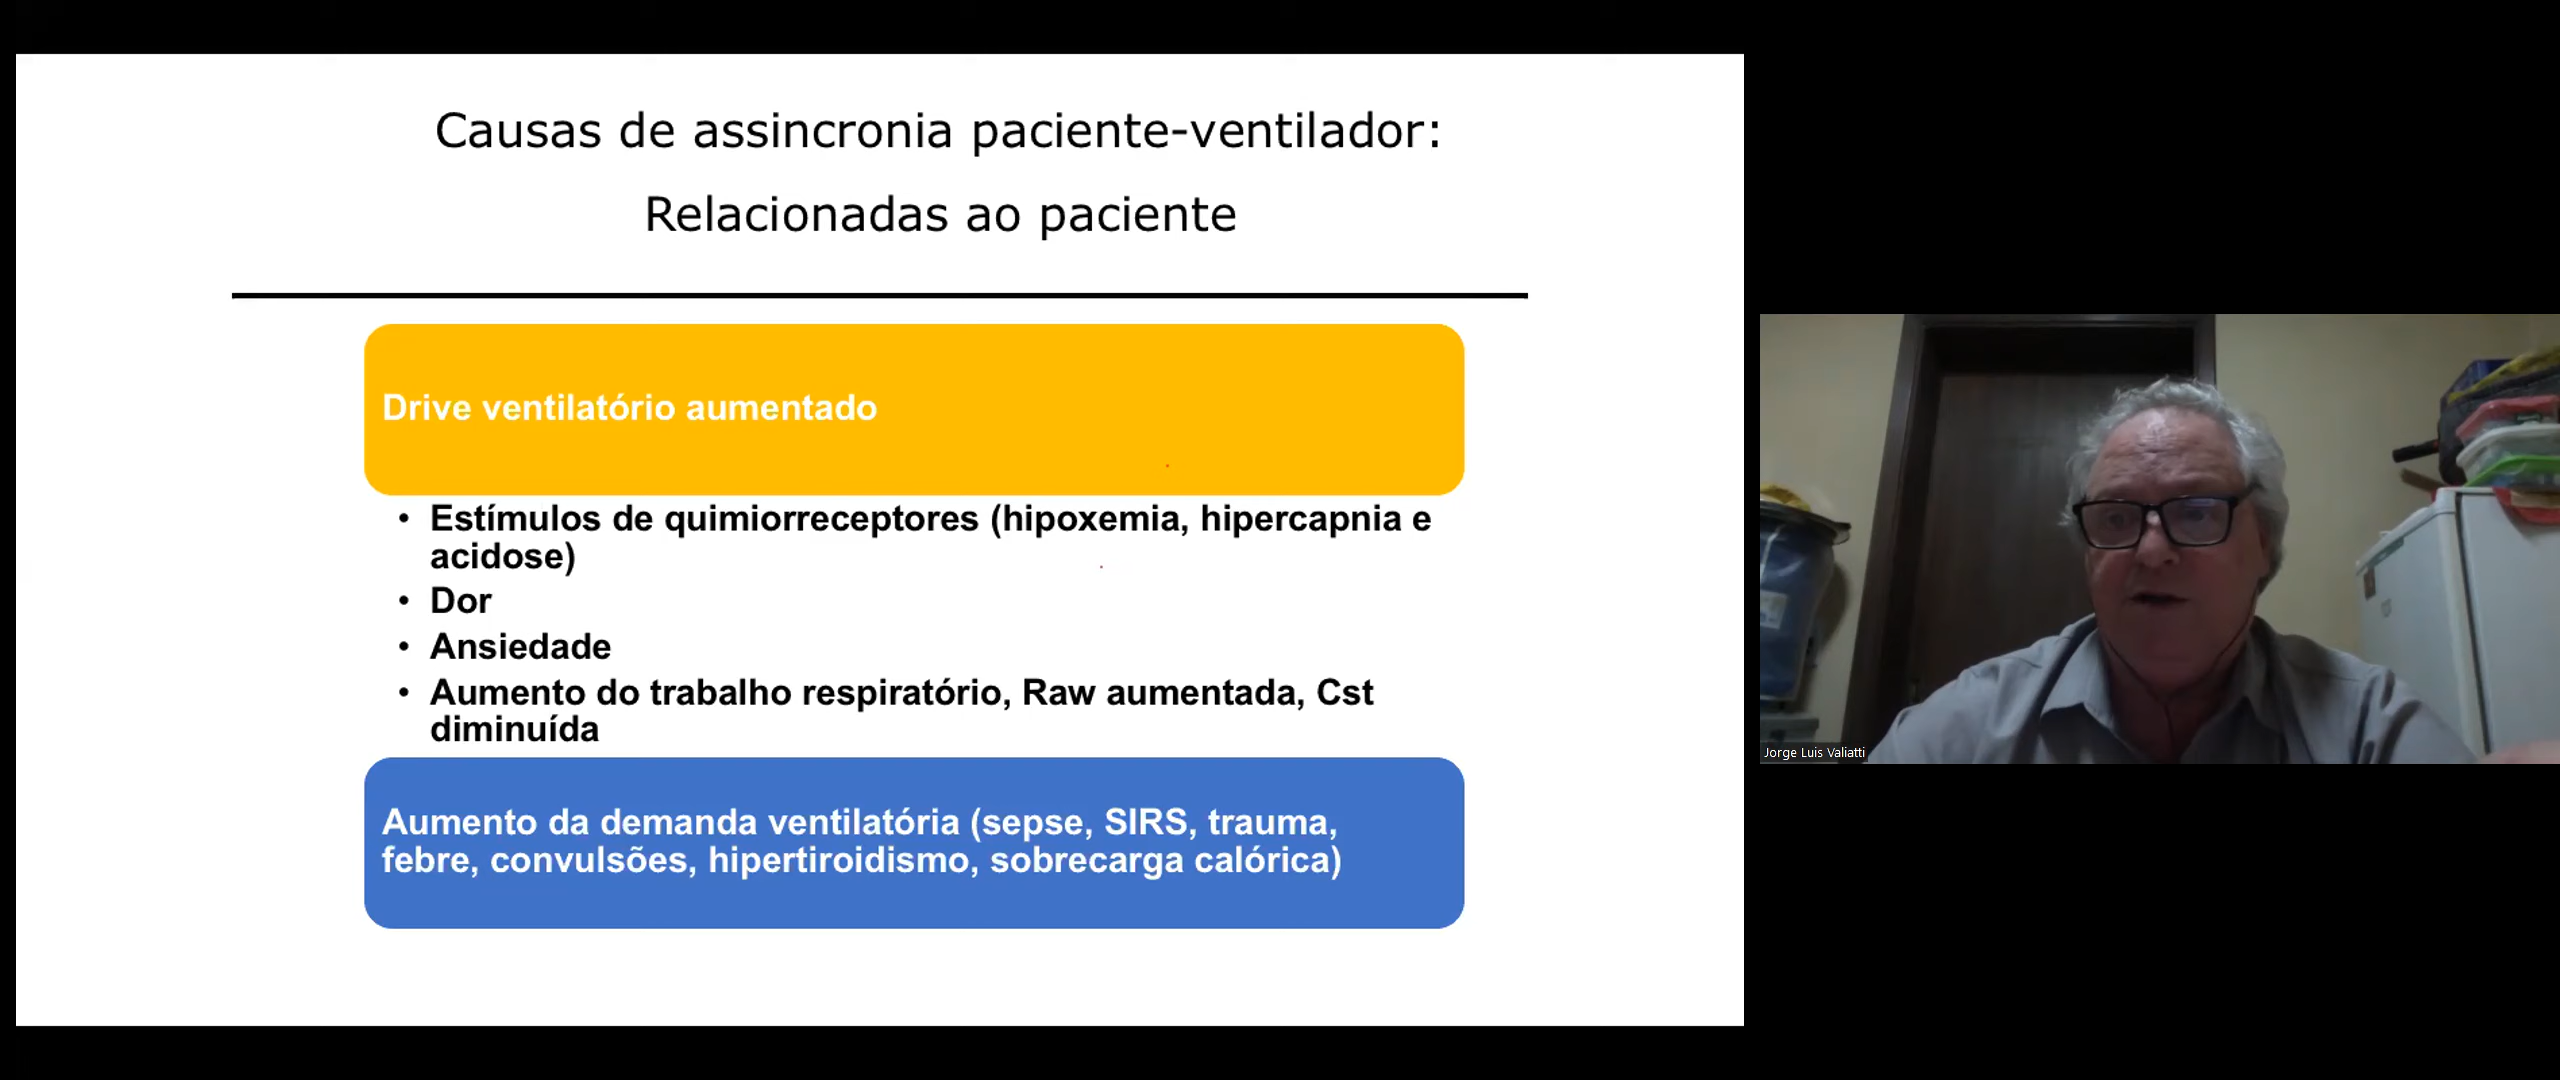 Causas de assincronia paciente-ventilador:
Relacionadas ao paciente
Drive ventilatório aumentado
• Estímulos de quimiorreceptores (hipoxemia, hipercapnia e
acidose)
• Dor
• Ansiedade
• Aumento do trabalho respiratório, Raw aumentada, Cst
diminuída
Aumento da demanda ventilatória (sepse, SIRS, trauma,
febre, convulsões, hipertiroidismo, sobrecarga calórica)
Jorge Luis Valiatti